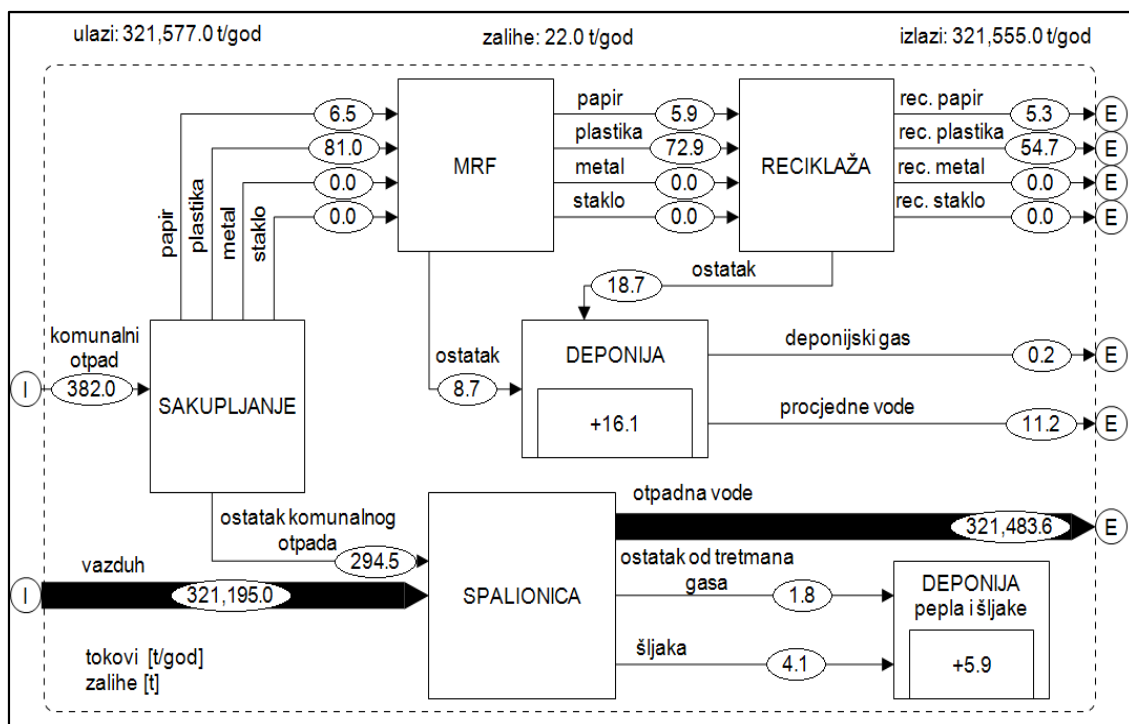 ulazi: 321,577.0 t/god
zalihe: 22.0 t/god
izlazi: 321,555.0 t/god
papir
plastika
metal
staklo
6.5
81.0
0.0
0.0
MRF
papir
5.9
plastika
72.9
metal
0.0
staklo
0.0
RECIKLAŽA
rec. papir
5.3
E
rec. plastika
54.7
E
rec. metal
0.0
E
rec. staklo
0.0
E
ostatak
18.7
komunalni
otpad
I
382.0
SAKUPLJANJE
ostatak
8.7
DEPONIJA
+16.1
deponijski gas
0.2
E
procjedne vode
11.2
E
ostatak komunalnog
otpada
294.5
vazduh
I
321,195.0
SPALIONICA
otpadna vode
321,483.6
E
ostatak od tretmana
gasa
1.8
šljaka
4.1
DEPONIJA
pepla i šljake
+5.9
tokovi [t/god]
zalihe [t]